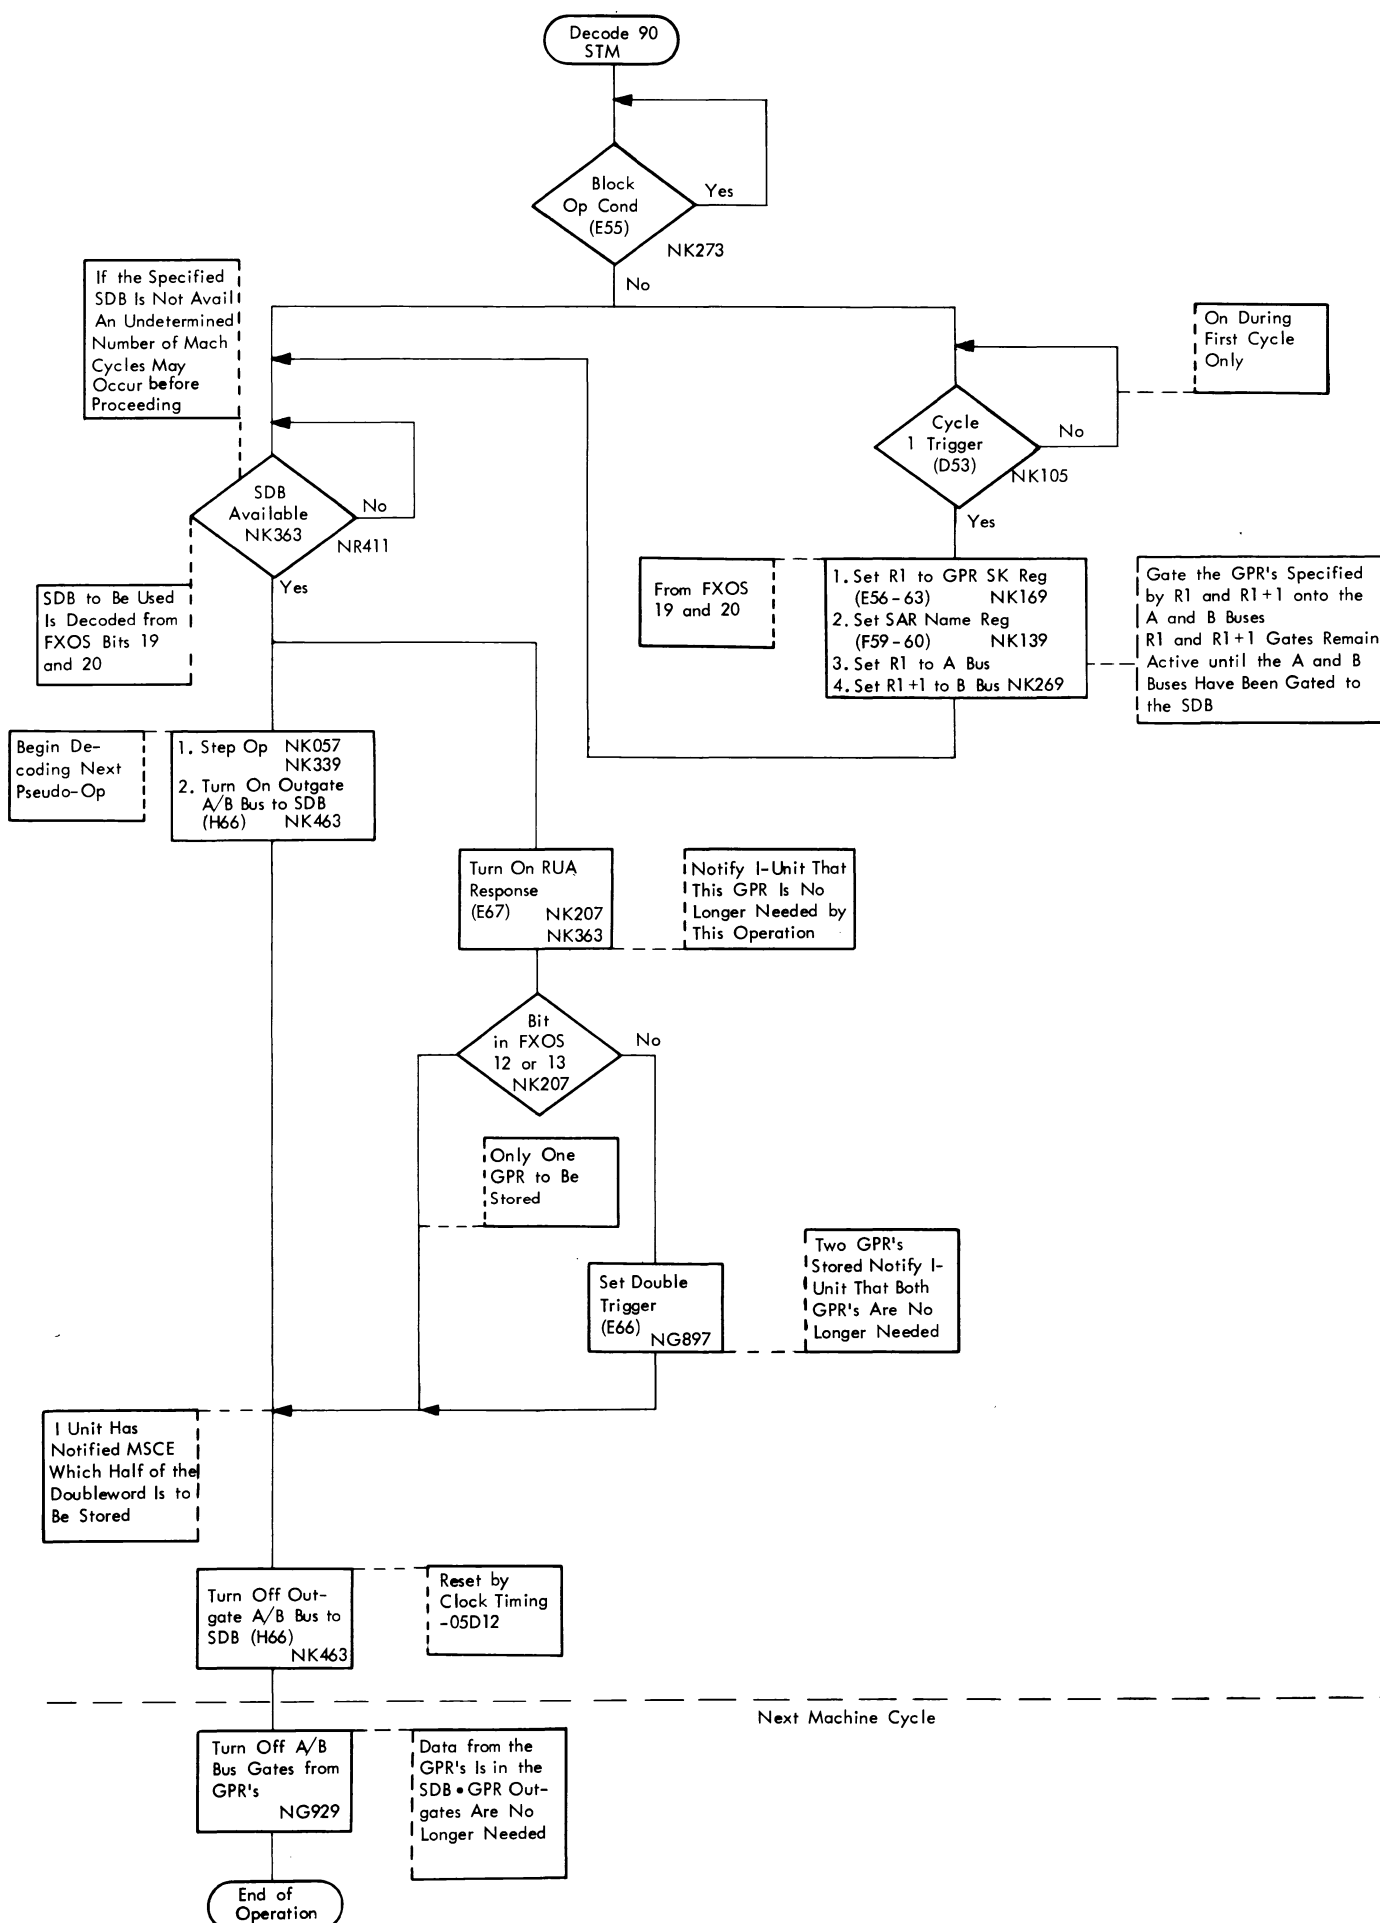 Decode 90
STM
Block
Op Cond
(E55)
Yes
NK273
No
If the Specified
SDB Is Not Avail
An Undetermined
Number of Mach
Cycles May
Occur before
Proceeding
On During
First Cycle
Only
Cycle
1 Trigger
(D53)
No
NK105
Yes
SDB
Available
NK363
No
NR411
Yes
SDB to Be Used
Is Decoded from
FXOS Bits 19
and 20
From FXOS
19 and 20
1. Set R1 to GPR SK Reg
(E56-63) NK169
2. Set SAR Name Reg
(F59-60) NK139
3. Set R1 to A Bus
4. Set R1+1 to B Bus NK269
Gate the GPR's Specified
by R1 and R1+1 onto the
A and B Buses
R1 and R1+1 Gates Remain
Active until the A and B
Buses Have Been Gated to
the SDB
Begin De-
coding Next
Pseudo-Op
1. Step Op NK057
NK339
2. Turn On Outgate
A/B Bus to SDB
(H66) NK463
Turn On RUA
Response
(E67) NK207
NK363
Notify I-Unit That
This GPR Is No
Longer Needed by
This Operation
Bit
in FXOS
12 or 13
NK207
No
Only One
GPR to Be
Stored
Two GPR's
Stored Notify I-
Unit That Both
GPR's Are No
Longer Needed
Set Double
Trigger
(E66)
NG897
I Unit Has
Notified MSCE
Which Half of the
Doubleword Is to
Be Stored
Turn Off Out-
gate A/B Bus to
SDB (H66)
NK463
Reset by
Clock Timing
-05D12
Next Machine Cycle
Turn Off A/B
Bus Gates from
GPR's
NG929
Data from the
GPR's Is in the
SDB • GPR Out-
gates Are No
Longer Needed
End of
Operation